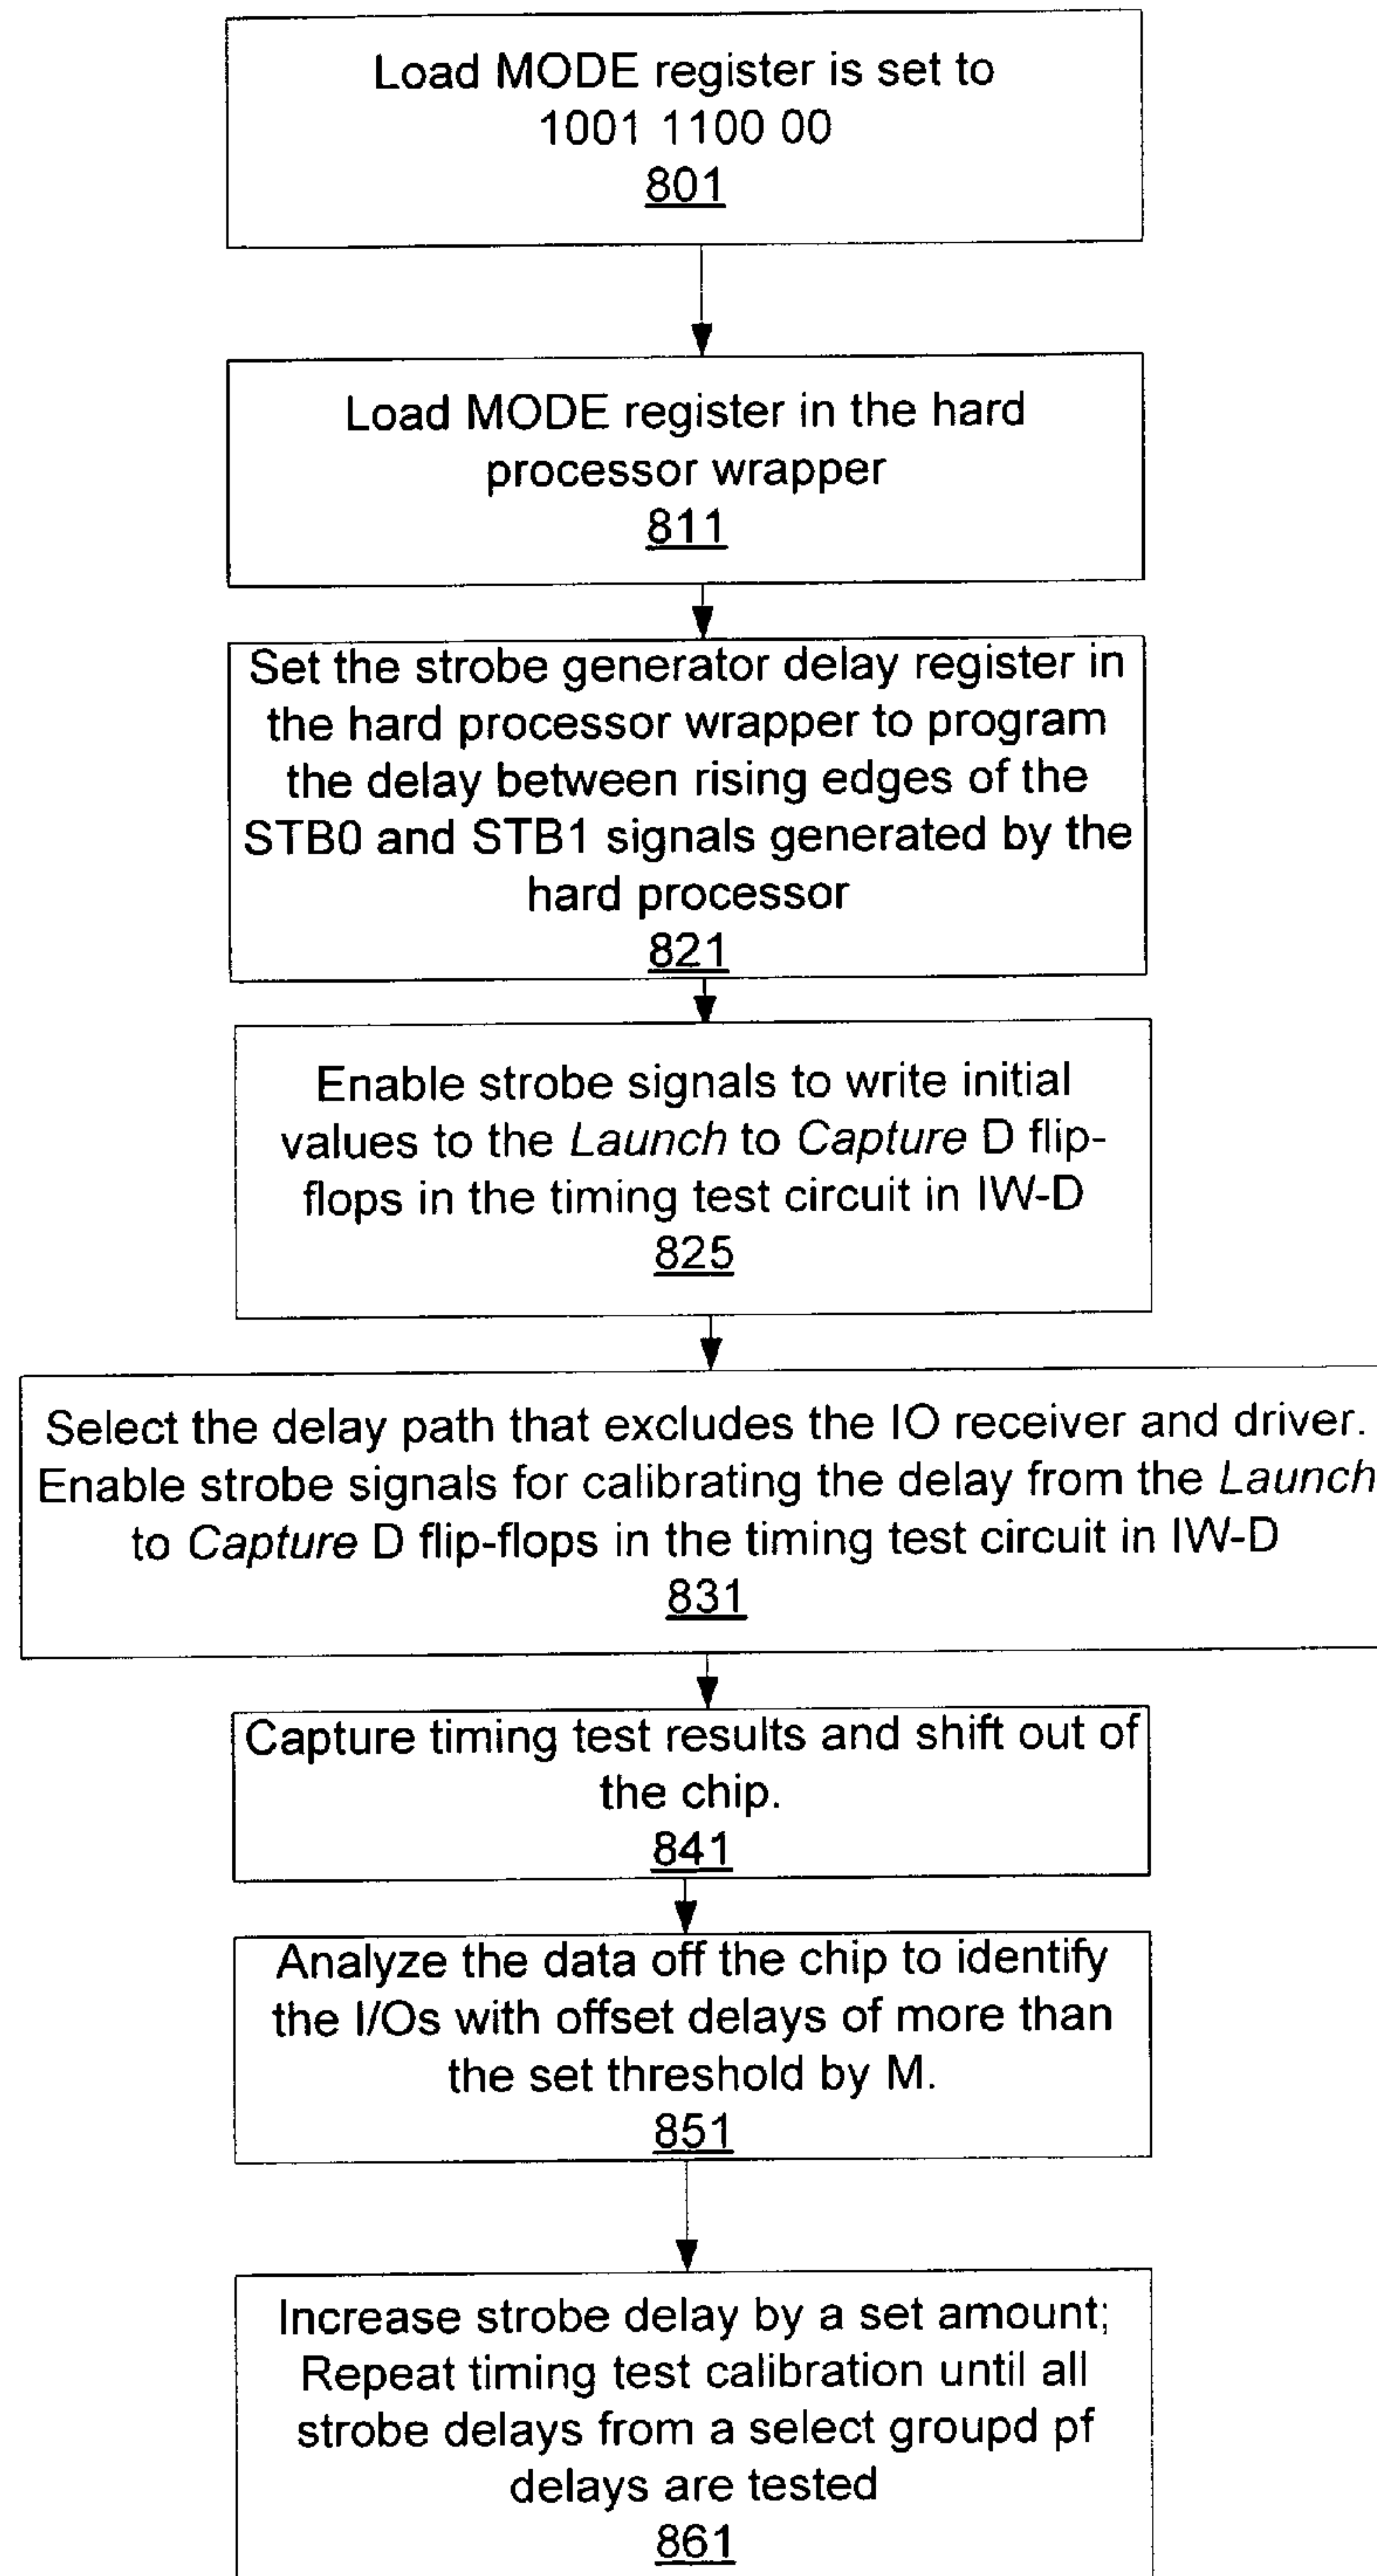 Load MODE register is set to
1001 1100 00
801
Load MODE register in the hard
processor wrapper
811
Set the strobe generator delay register in
the hard processor wrapper to program
the delay between rising edges of the
STB0 and STB1 signals generated by the
hard processor
821
Enable strobe signals to write initial
values to the Launch to Capture D flip-
flops in the timing test circuit in IW-D
825
Select the delay path that excludes the IO receiver and driver.
Enable strobe signals for calibrating the delay from the Launch
to Capture D flip-flops in the timing test circuit in IW-D
831
Capture timing test results and shift out of
the chip.
841
Analyze the data off the chip to identify
the I/Os with offset delays of more than
the set threshold by M.
851
Increase strobe delay by a set amount;
Repeat timing test calibration until all
strobe delays from a select groupd pf
delays are tested
861